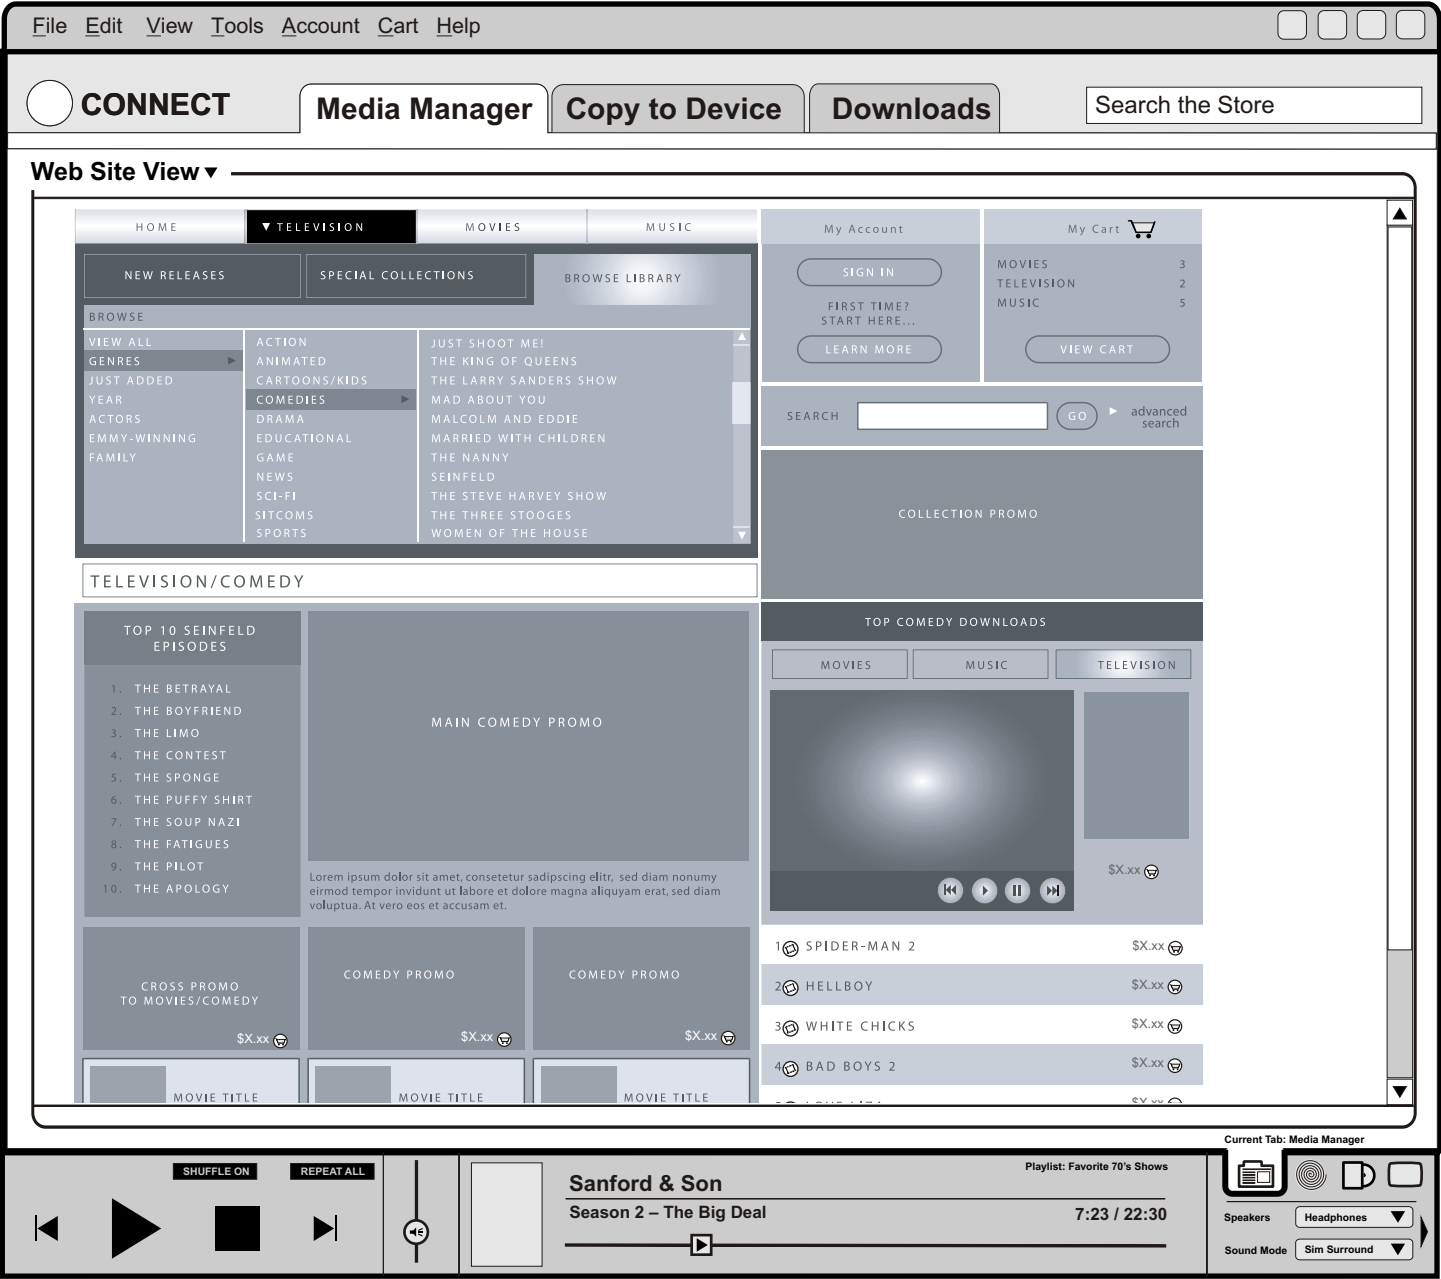 File Edit View Tools Account Cart Help
CONNECT
Media Manager
Copy to Device
Downloads
Search the Store
Web Site View
HOME
TELEVISION
MOVIES
MUSIC
NEW RELEASES
SPECIAL COLLECTIONS
BROWSE LIBRARY
BROWSE
VIEW ALL
GENRES
JUST ADDED
YEAR
ACTORS
EMMY-WINNING
FAMILY
ACTION
ANIMATED
CARTOONS/KIDS
COMEDIES
DRAMA
EDUCATIONAL
GAME
NEWS
SCI-FI
SITCOMS
SPORTS
JUST SHOOT ME!
THE KING OF QUEENS
THE LARRY SANDERS SHOW
MAD ABOUT YOU
MALCOLM AND EDDIE
MARRIED WITH CHILDREN
THE NANNY
SEINFELD
THE STEVE HARVEY SHOW
THE THREE STOOGES
WOMEN OF THE HOUSE
My Account
SIGN IN
FIRST TIME?
START HERE...
LEARN MORE
My Cart
MOVIES 3
TELEVISION 2
MUSIC 5
VIEW CART
SEARCH
GO
advanced
search
COLLECTION PROMO
TELEVISION/COMEDY
TOP 10 SEINFELD
EPISODES
1. THE BETRAYAL
2. THE BOYFRIEND
3. THE LIMO
4. THE CONTEST
5. THE SPONGE
6. THE PUFFY SHIRT
7. THE SOUP NAZI
8. THE FATIGUES
9. THE PILOT
10. THE APOLOGY
MAIN COMEDY PROMO
Lorem ipsum dolor sit amet, consetetur sadipscing elitr, sed diam nonumy
eirmod tempor invidunt ut labore et dolore magna aliquyam erat, sed diam
voluptua. At vero eos et accusam et.
CROSS PROMO
TO MOVIES/COMEDY
$X.xx
COMEDY PROMO
$X.xx
COMEDY PROMO
$X.xx
MOVIE TITLE
MOVIE TITLE
MOVIE TITLE
TOP COMEDY DOWNLOADS
MOVIES
MUSIC
TELEVISION
$X.xx
1 SPIDER-MAN 2 $X.xx
2 HELLBOY $X.xx
3 WHITE CHICKS $X.xx
4 BAD BOYS 2 $X.xx
$X.xx
Current Tab: Media Manager
SHUFFLE ON
REPEAT ALL
Playlist: Favorite 70's Shows
Sanford & Son
Season 2 – The Big Deal
7:23 / 22:30
Speakers
Headphones
Sound Mode
Sim Surround